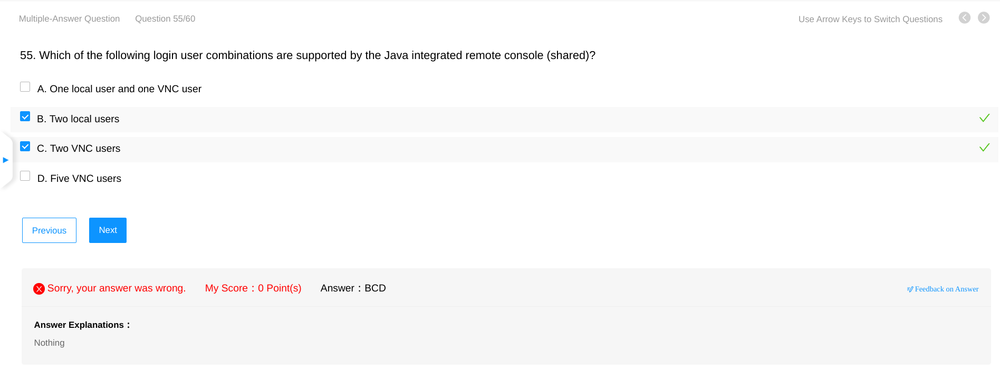 Multiple-Answer Question Question 55/60 Use Arrow Keys to Switch Questions
55. Which of the following login user combinations are supported by the Java integrated remote console (shared)?
A. One local user and one VNC user
B. Two local users
C. Two VNC users
D. Five VNC users
Previous Next
Sorry, your answer was wrong. My Score：0 Point(s) Answer：BCD Feedback on Answer
Answer Explanations：
Nothing